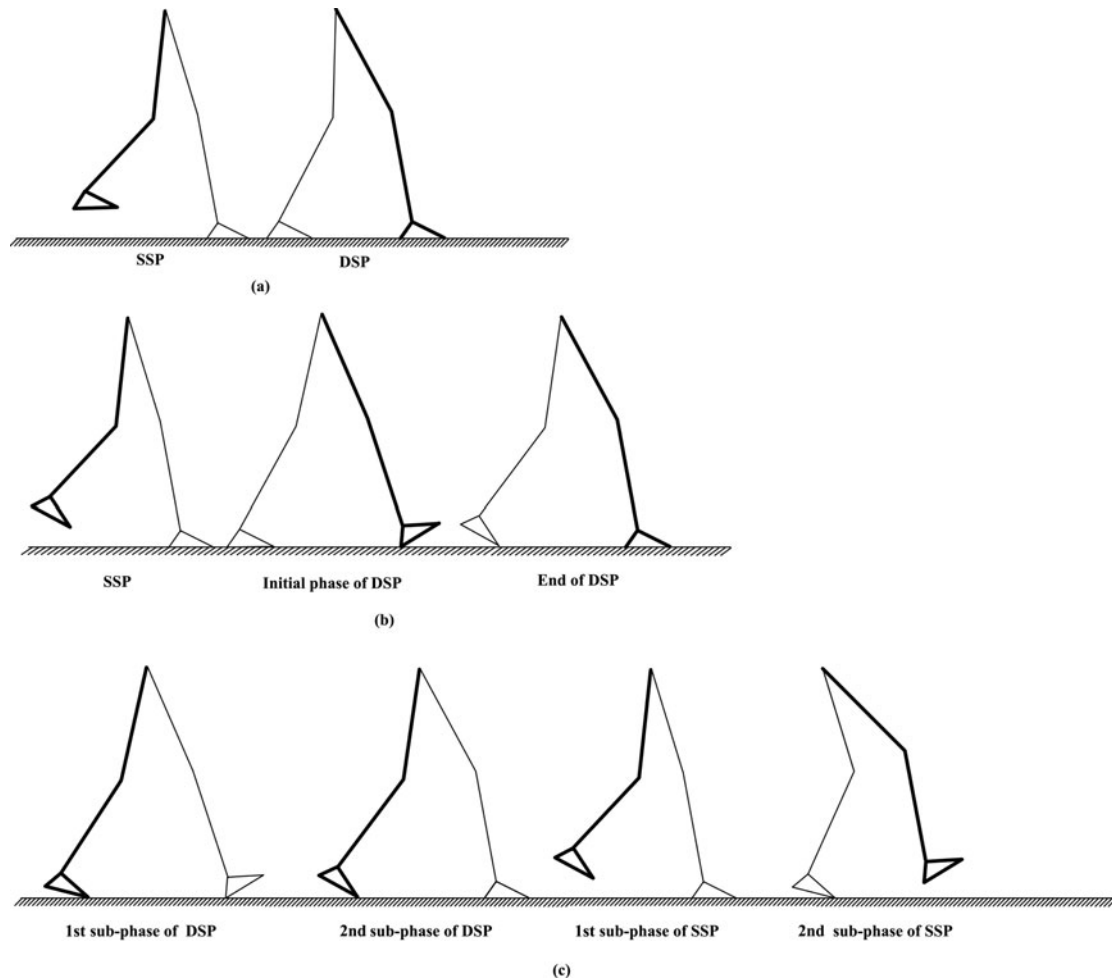 SSP DSP
(a)
SSP Initial phase of DSP End of DSP
(b)
1st sub-phase of DSP 2nd sub-phase of DSP 1st sub-phase of SSP 2nd sub-phase of SSP
(c)